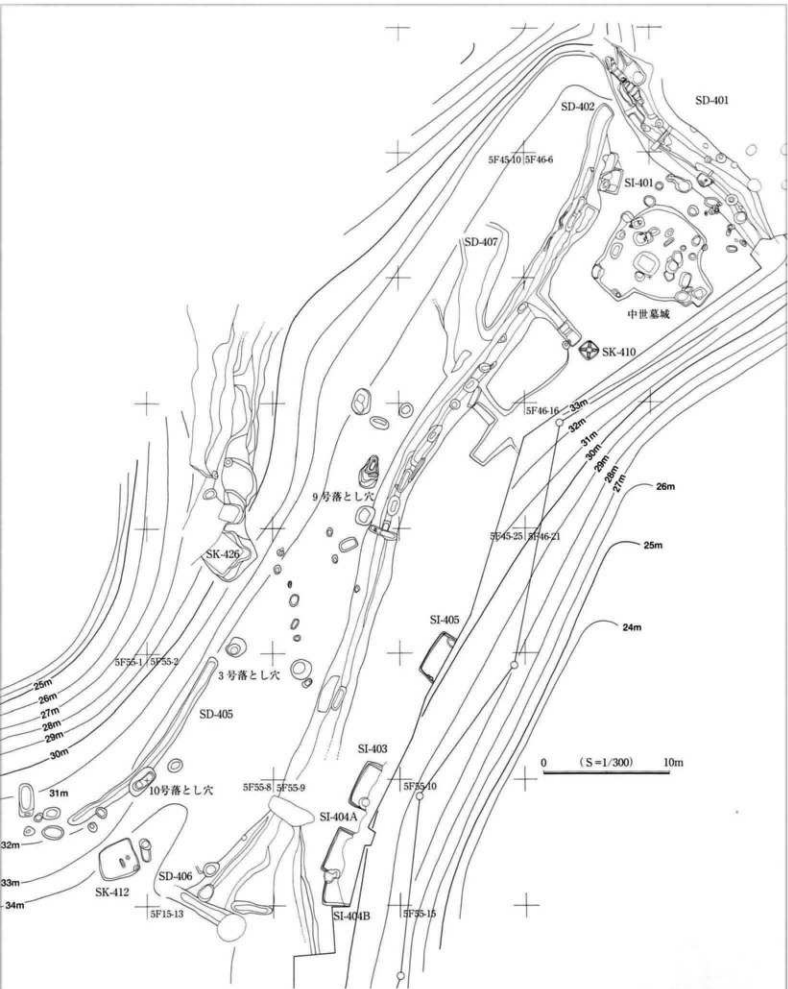 SD-401
SD-402
5F45-10
5F46-6
SI-401
SD-407
中世墓域
SK-410
5F46-16
33m
32m
31m
30m
29m
28m
27m
26m
9号落とし穴
5F45-25
5F46-21
25m
SK-426
SI-405
24m
5F55-1
5F55-2
3号落とし穴
25m
26m
27m
28m
29m
30m
SD-405
SI-403
0 (S=1/300) 10m
31m
10号落とし穴
5F55-8
5F55-9
5F55-10
SI-404A
32m
33m
SD-406
SK-412
34m
5F15-13
SI-404B
5F55-15